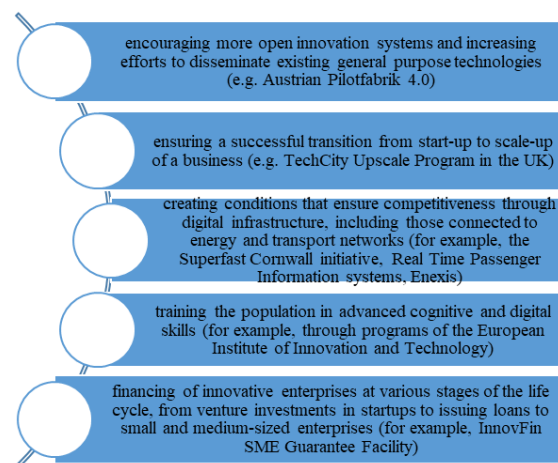 encouraging more open innovation systems and increasing
efforts to disseminate existing general purpose technologies
(e.g. Austrian Pilotfabrik 4.0)
ensuring a successful transition from start-up to scale-up
of a business (e.g. TechCity Upscale Program in the UK)
creating conditions that ensure competitiveness through
digital infrastructure, including those connected to
energy and transport networks (for example, the
Superfast Cornwall initiative, Real Time Passenger
Information systems, Enexis)
training the population in advanced cognitive and digital
skills (for example, through programs of the European
Institute of Innovation and Technology)
financing of innovative enterprises at various stages of the life
cycle, from venture investments in startups to issuing loans to
small and medium-sized enterprises (for example, InnovFin
SME Guarantee Facility)